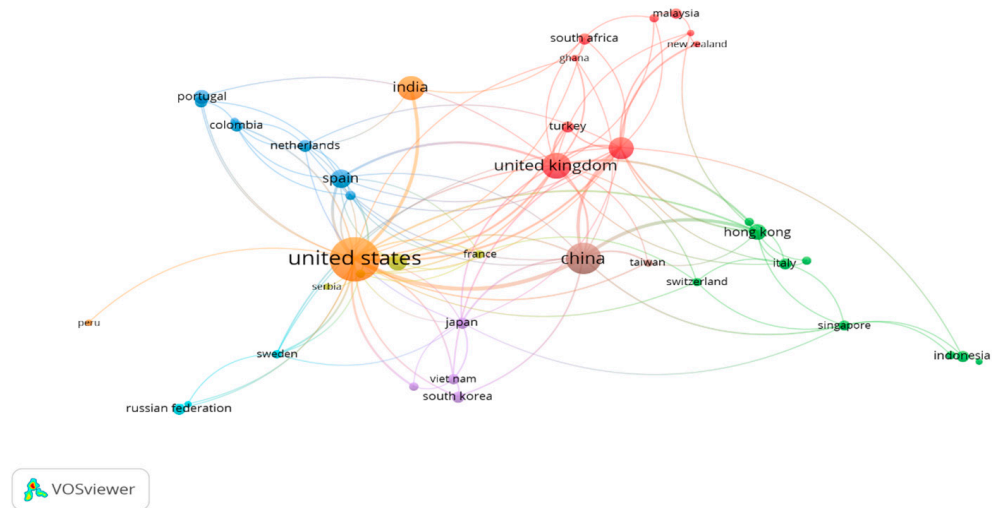 malaysia
south africa
new zealand
ghana
india
portugal
colombia
turkey
netherlands
united kingdom
spain
hong kong
united states
france
china
taiwan
italy
switzerland
serbia
peru
japan
singapore
sweden
indonesia
viet nam
south korea
russian federation
VOSviewer